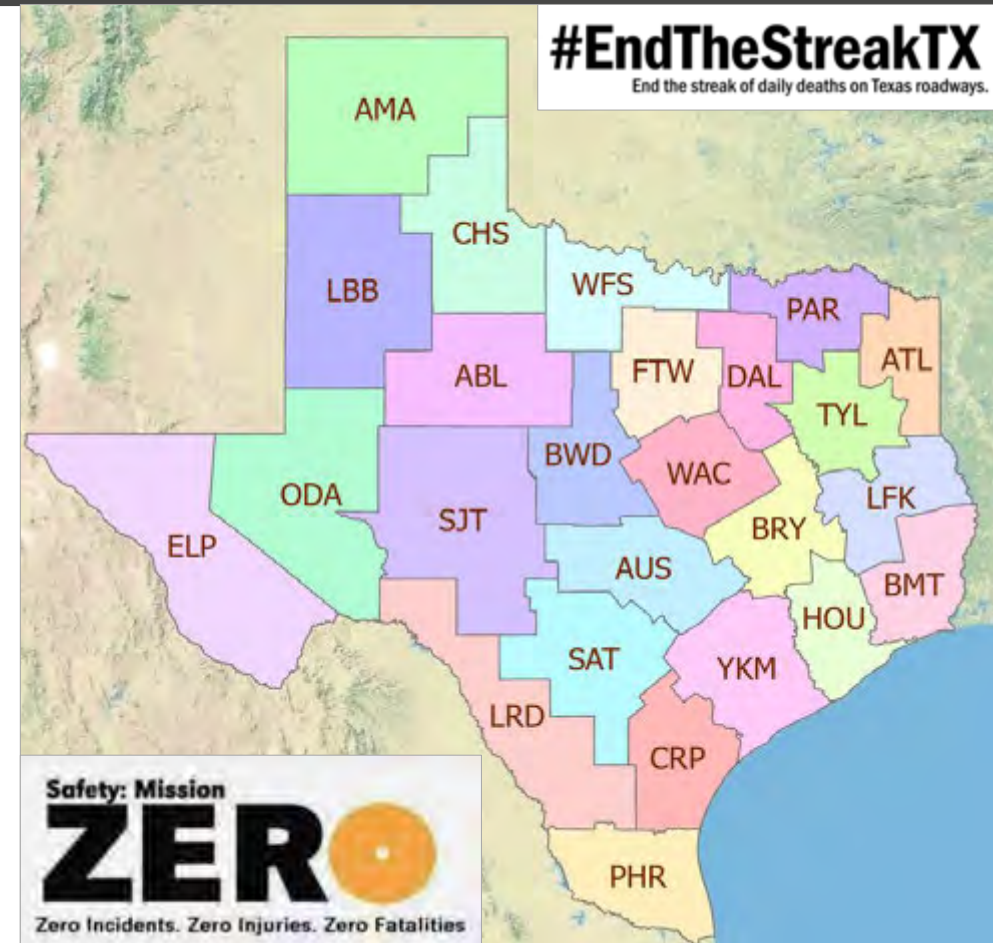 #EndTheStreakTX
End the streak of daily deaths on Texas roadways.
AMA
CHS
LBB
WFS
PAR
ATL
ABL
FTW
DAL
TYL
BWD
WAC
LFK
ODA
SJT
BRY
ELP
AUS
BMT
HOU
SAT
YKM
LRD
CRP
PHR
Safety: Mission
ZERO
Zero Incidents. Zero Injuries. Zero Fatalities